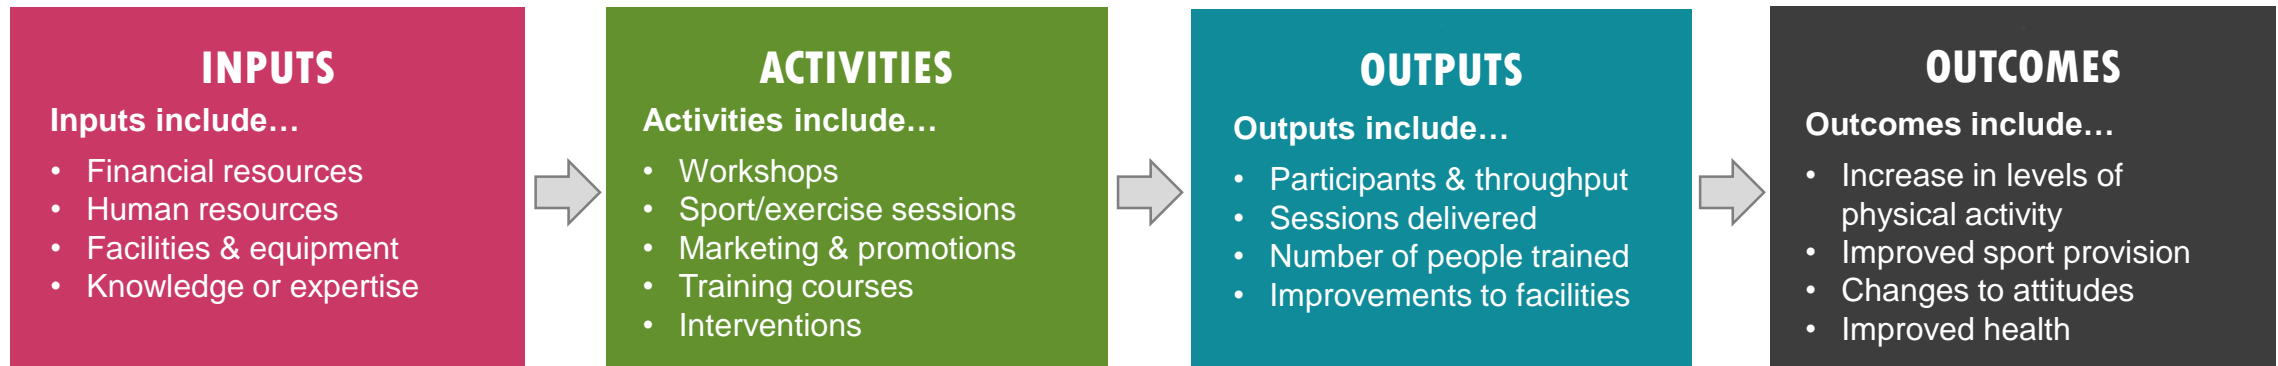 INPUTS
Inputs include…
• Financial resources
• Human resources
• Facilities & equipment
• Knowledge or expertise
ACTIVITIES
Activities include…
• Workshops
• Sport/exercise sessions
• Marketing & promotions
• Training courses
• Interventions
OUTPUTS
Outputs include…
• Participants & throughput
• Sessions delivered
• Number of people trained
• Improvements to facilities
OUTCOMES
Outcomes include…
• Increase in levels of
physical activity
• Improved sport provision
• Changes to attitudes
• Improved health